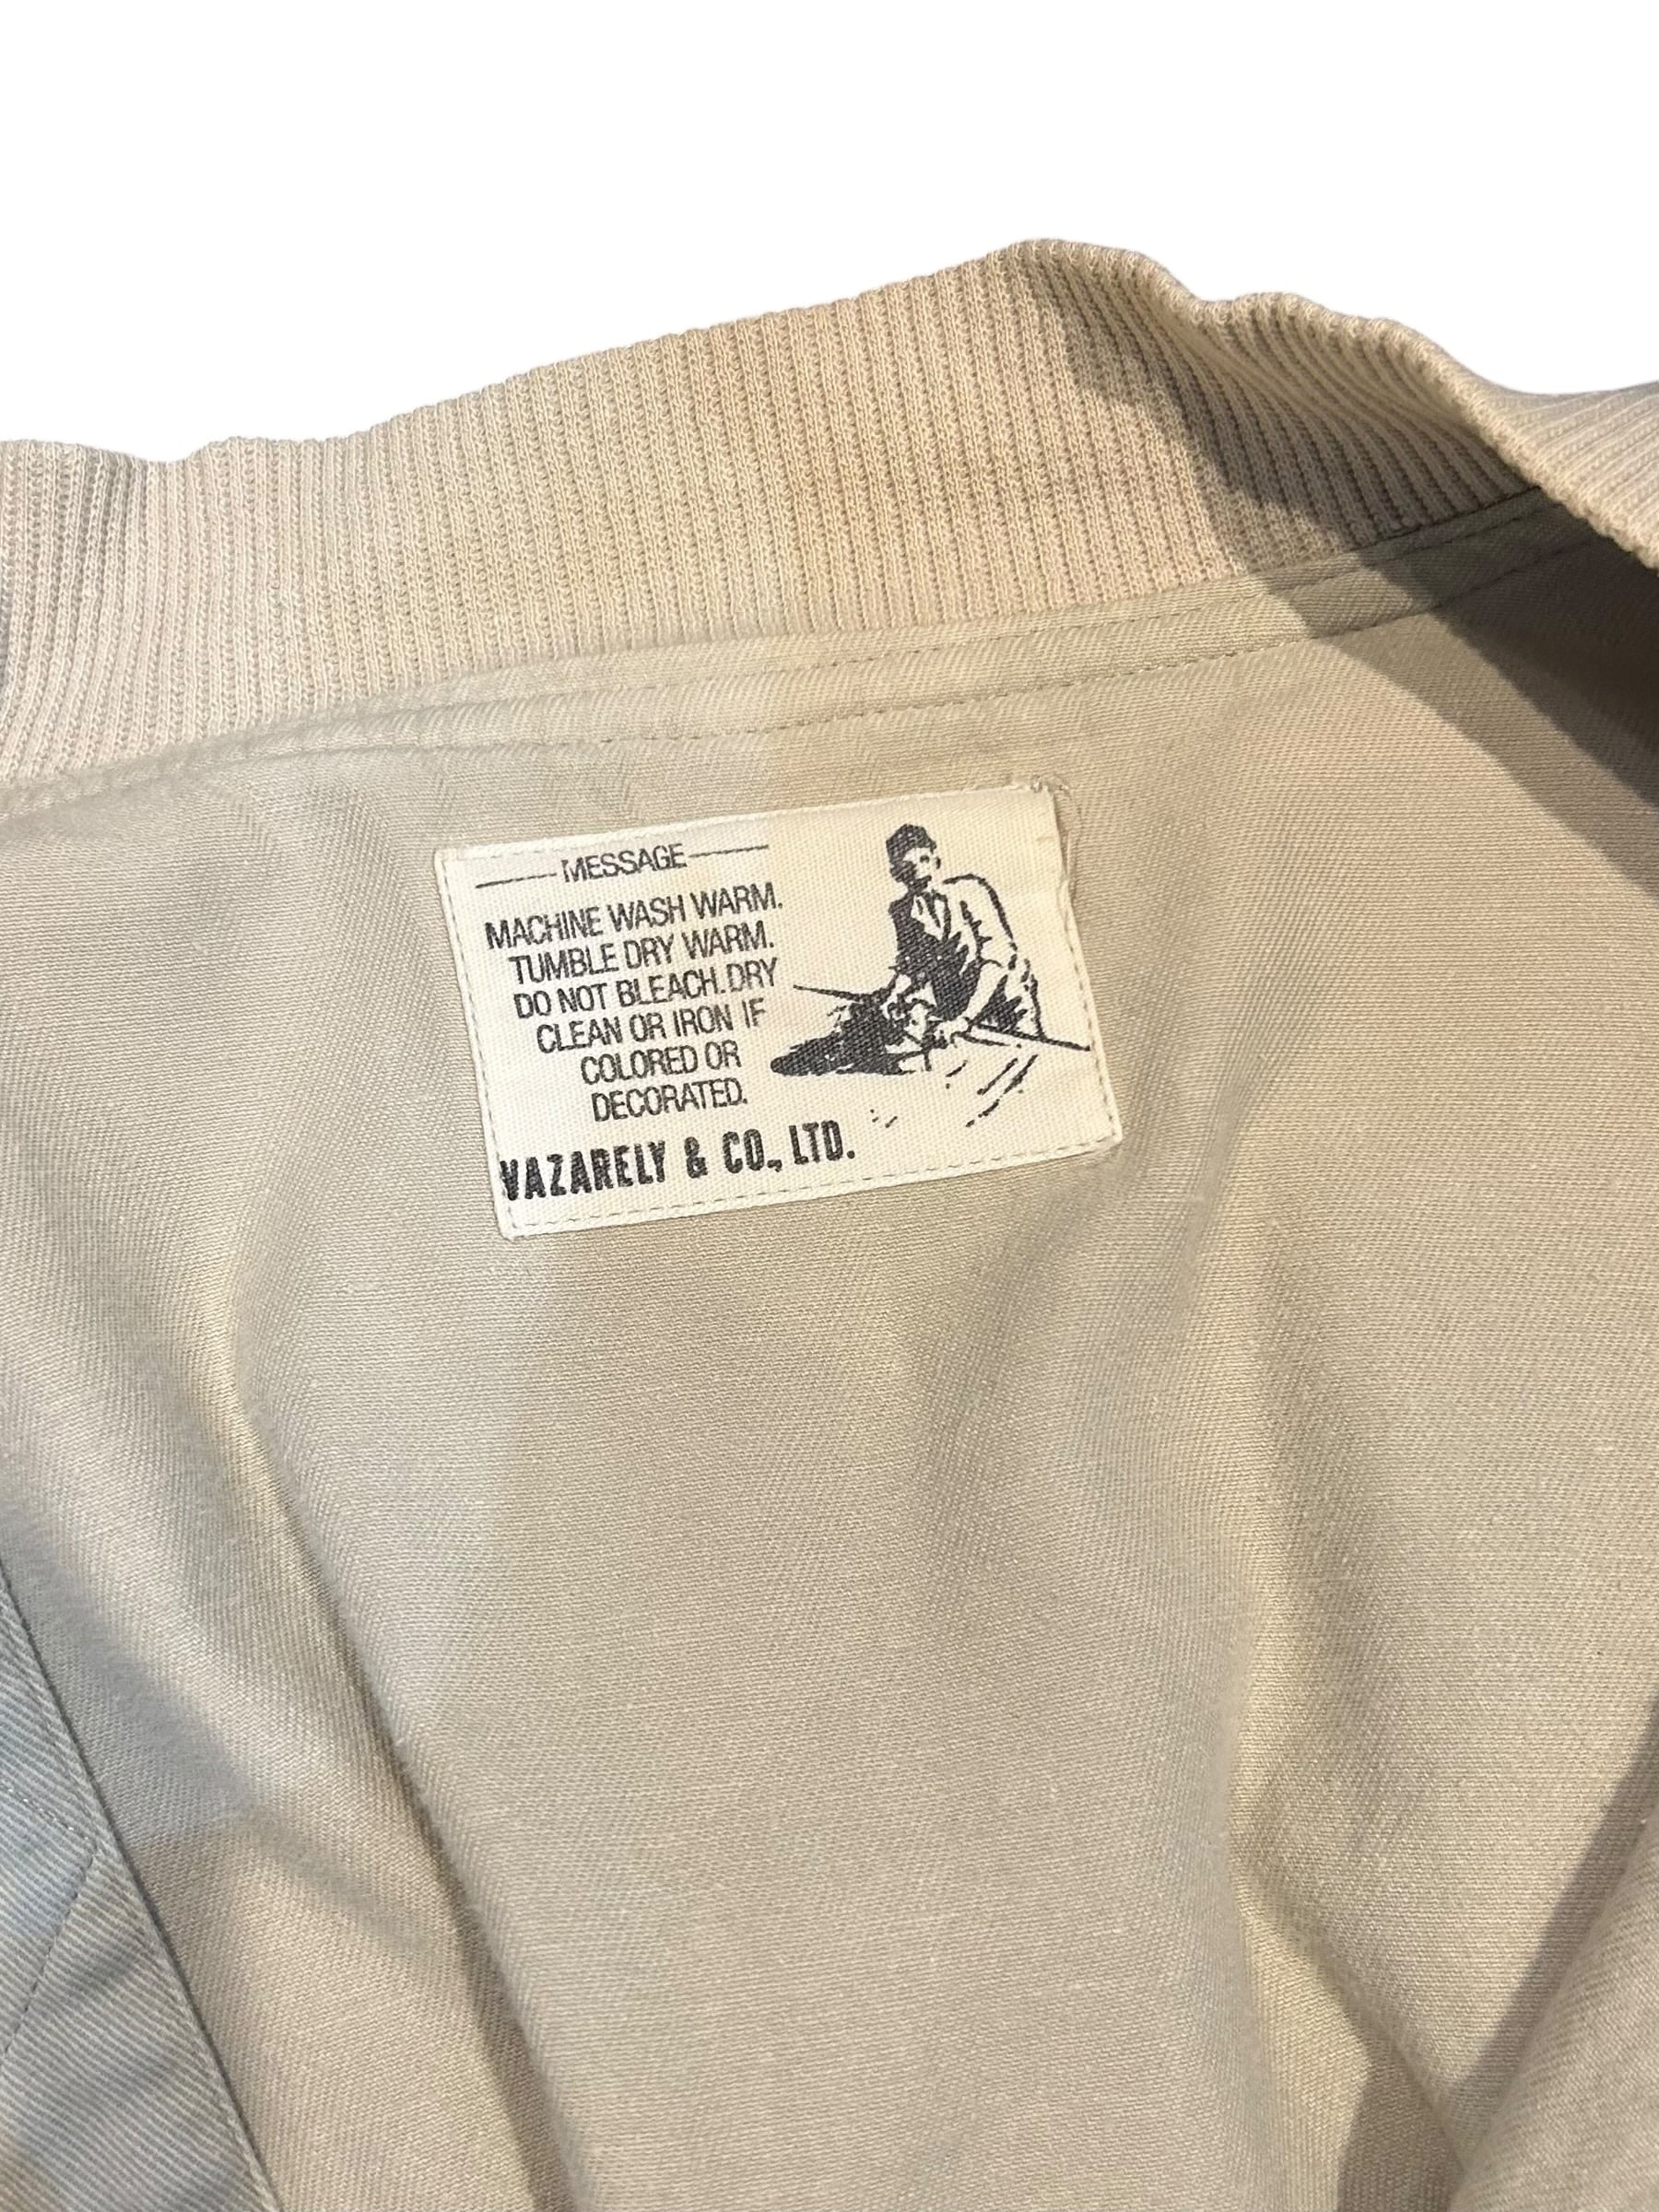 MESSAGE
MACHINE WASH WARM.
TUMBLE DRY WARM.
DO NOT BLEACH. DRY
CLEAN OR IRON IF
COLORED OR
DECORATED.
VAZARELY & CO., LTD.